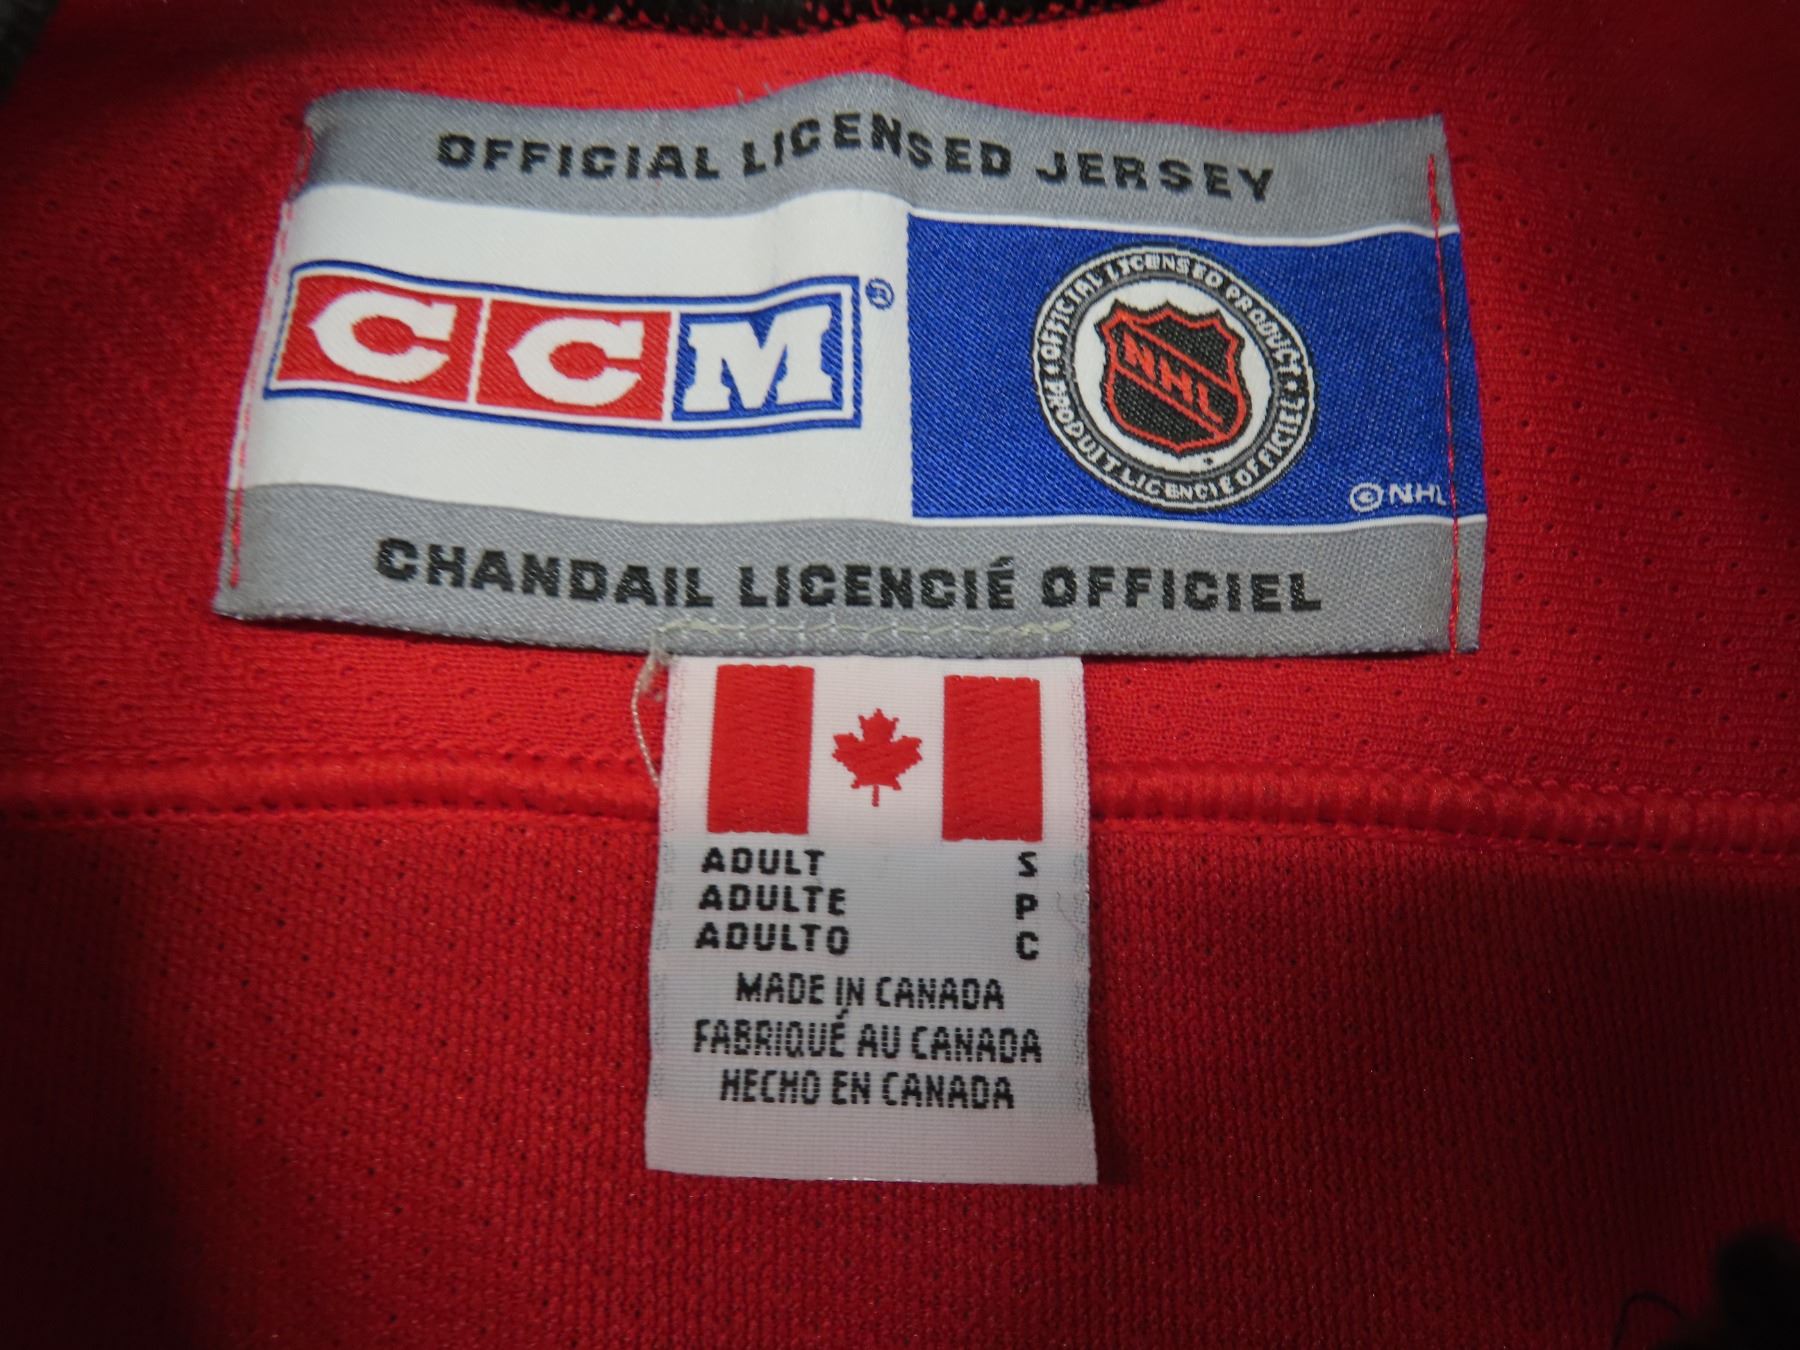 OFFICIAL LICENSED JERSEY
CCM®
OFFICIAL LICENSED PRODUCT
NHL
PRODUIT LICENCIE OFFICIEL
©NHL
CHANDAIL LICENCIÉ OFFICIEL
ADULT S
ADULTE P
ADULTO C
MADE IN CANADA
FABRIQUÉ AU CANADA
HECHO EN CANADA